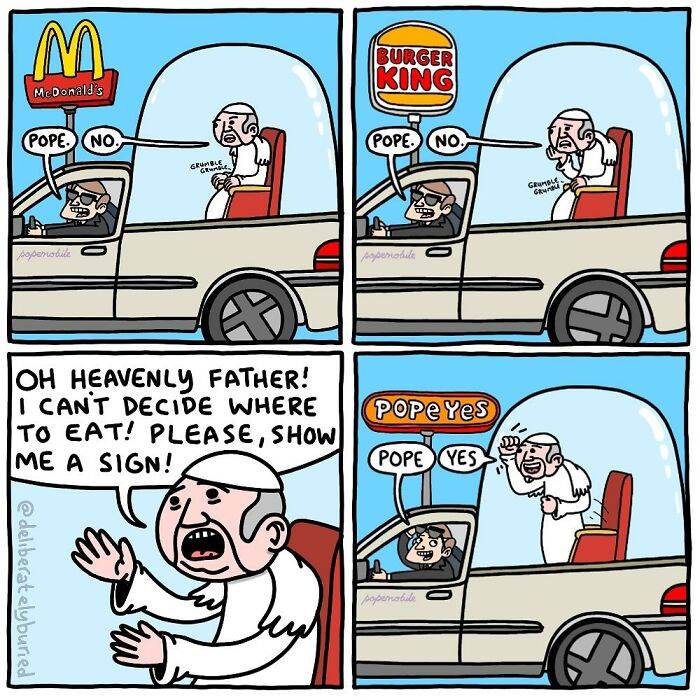 McDonald's
POPE.
NO.
GRUMBLE
GRUMBLE.
popemobile
BURGER
KING
POPE.
NO.
GRUMBLE.
GRUMBLE
popemobile
OH HEAVENLY FATHER!
I CAN'T DECIDE WHERE
TO EAT! PLEASE, SHOW
ME A SIGN!
@deliberatelyburied
POPeYeS
POPE
YES
popemobile